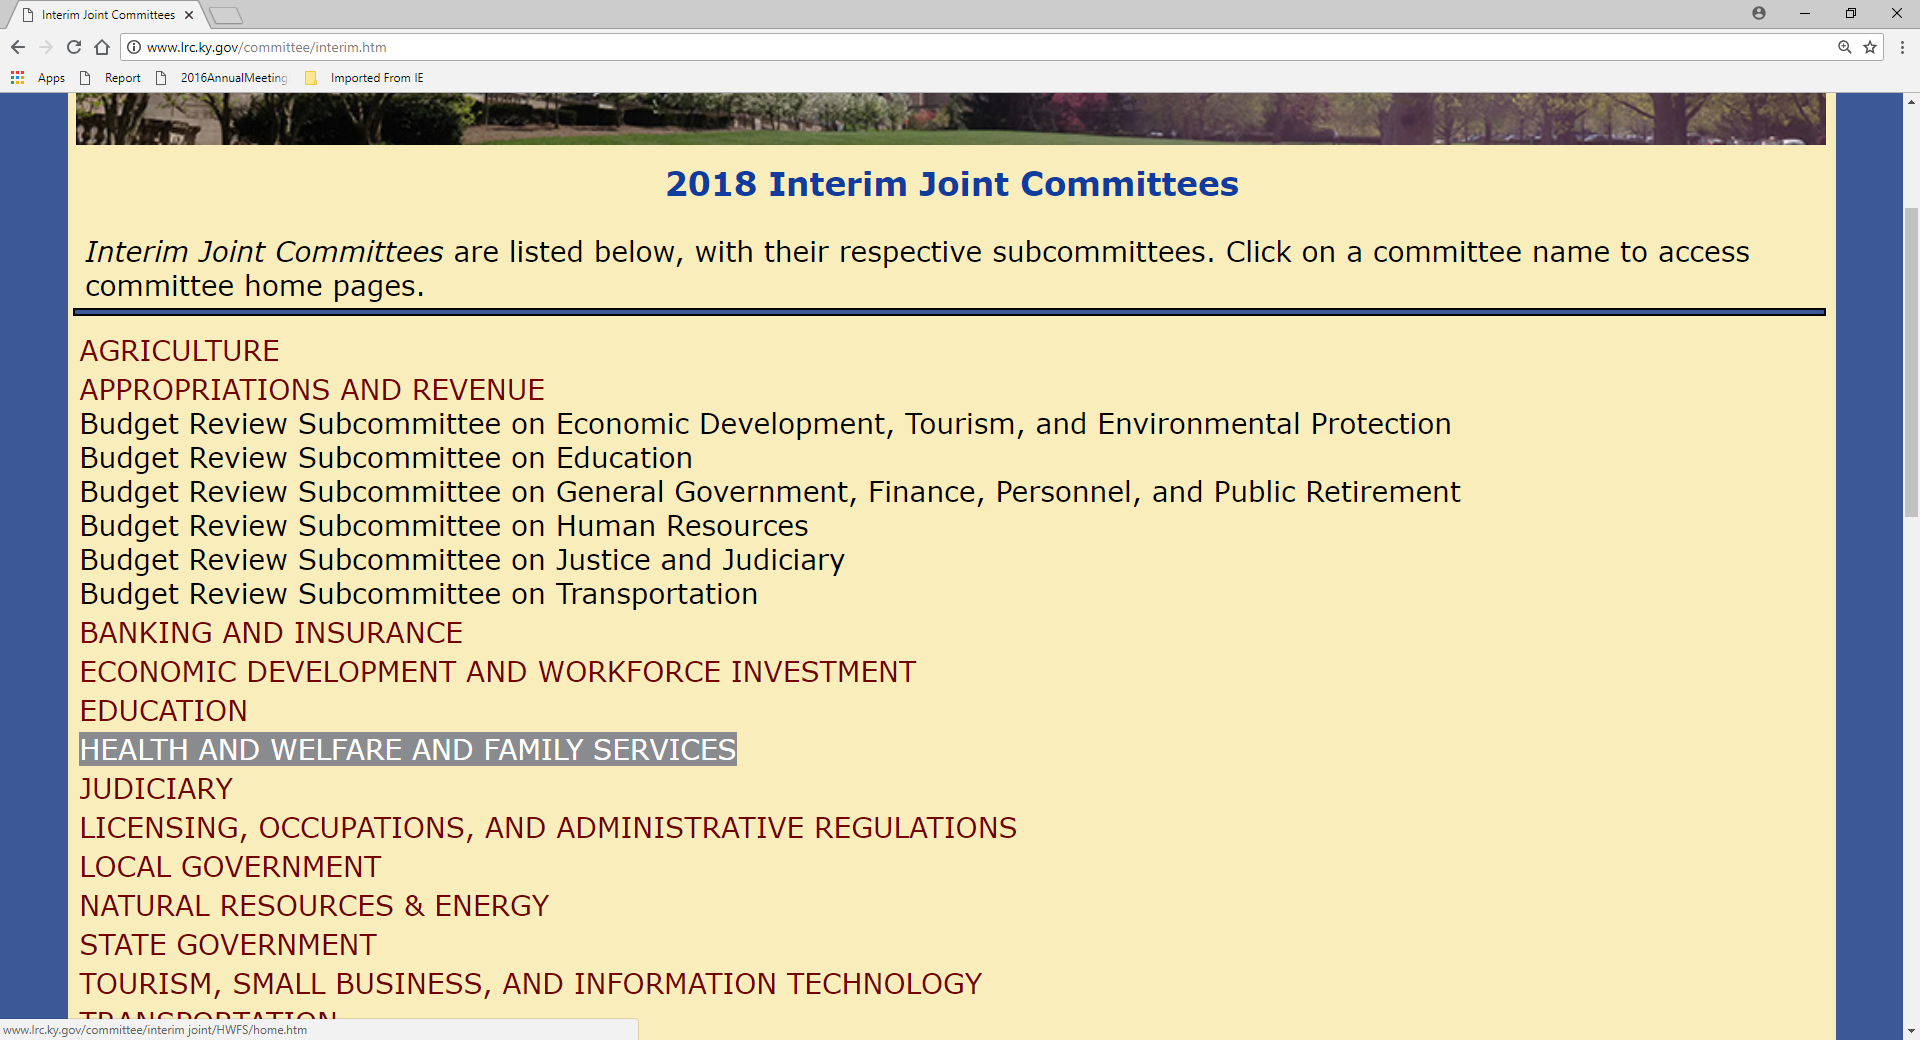 Interim Joint Committees
www.lrc.ky.gov/committee/interim.htm
Apps Report 2016AnnualMeeting Imported From IE
2018 Interim Joint Committees
Interim Joint Committees are listed below, with their respective subcommittees. Click on a committee name to access
committee home pages.
AGRICULTURE
APPROPRIATIONS AND REVENUE
Budget Review Subcommittee on Economic Development, Tourism, and Environmental Protection
Budget Review Subcommittee on Education
Budget Review Subcommittee on General Government, Finance, Personnel, and Public Retirement
Budget Review Subcommittee on Human Resources
Budget Review Subcommittee on Justice and Judiciary
Budget Review Subcommittee on Transportation
BANKING AND INSURANCE
ECONOMIC DEVELOPMENT AND WORKFORCE INVESTMENT
EDUCATION
HEALTH AND WELFARE AND FAMILY SERVICES
JUDICIARY
LICENSING, OCCUPATIONS, AND ADMINISTRATIVE REGULATIONS
LOCAL GOVERNMENT
NATURAL RESOURCES & ENERGY
STATE GOVERNMENT
TOURISM, SMALL BUSINESS, AND INFORMATION TECHNOLOGY
TRANSPORTATION
www.lrc.ky.gov/committee/interim joint/HWFS/home.htm